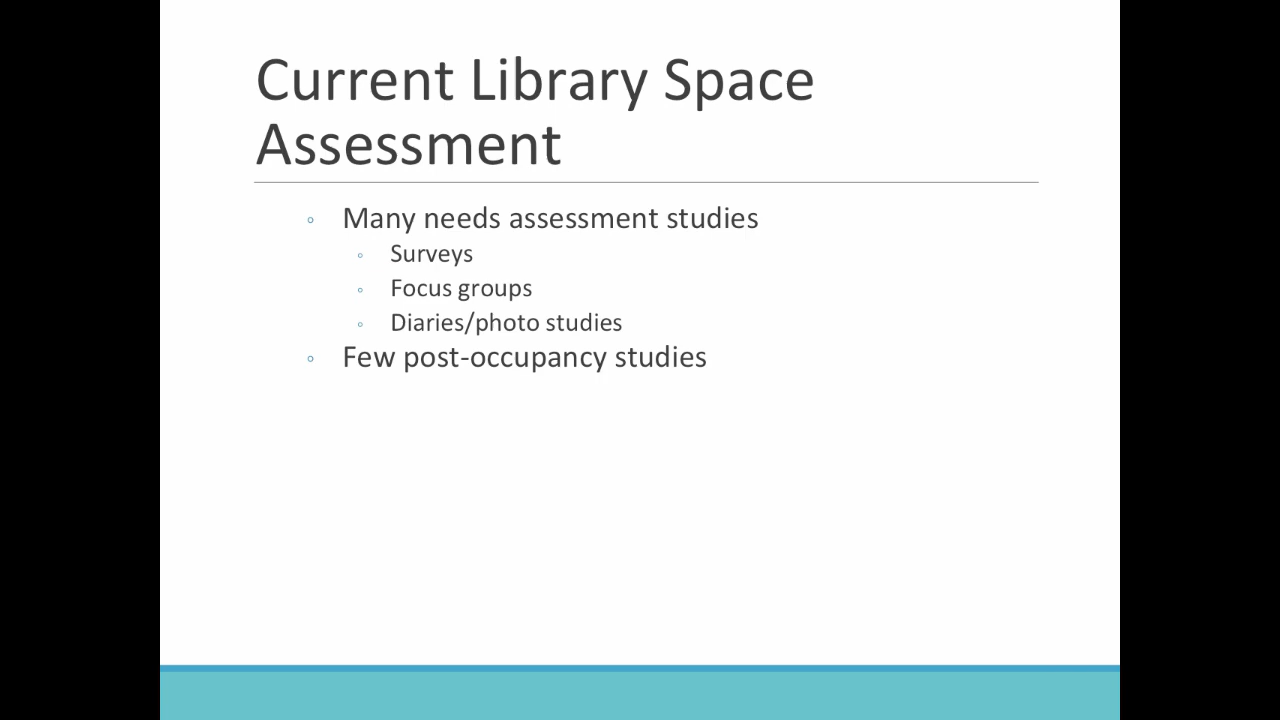 Current Library Space
Assessment
◦ Many needs assessment studies
◦ Surveys
◦ Focus groups
◦ Diaries/photo studies
◦ Few post-occupancy studies